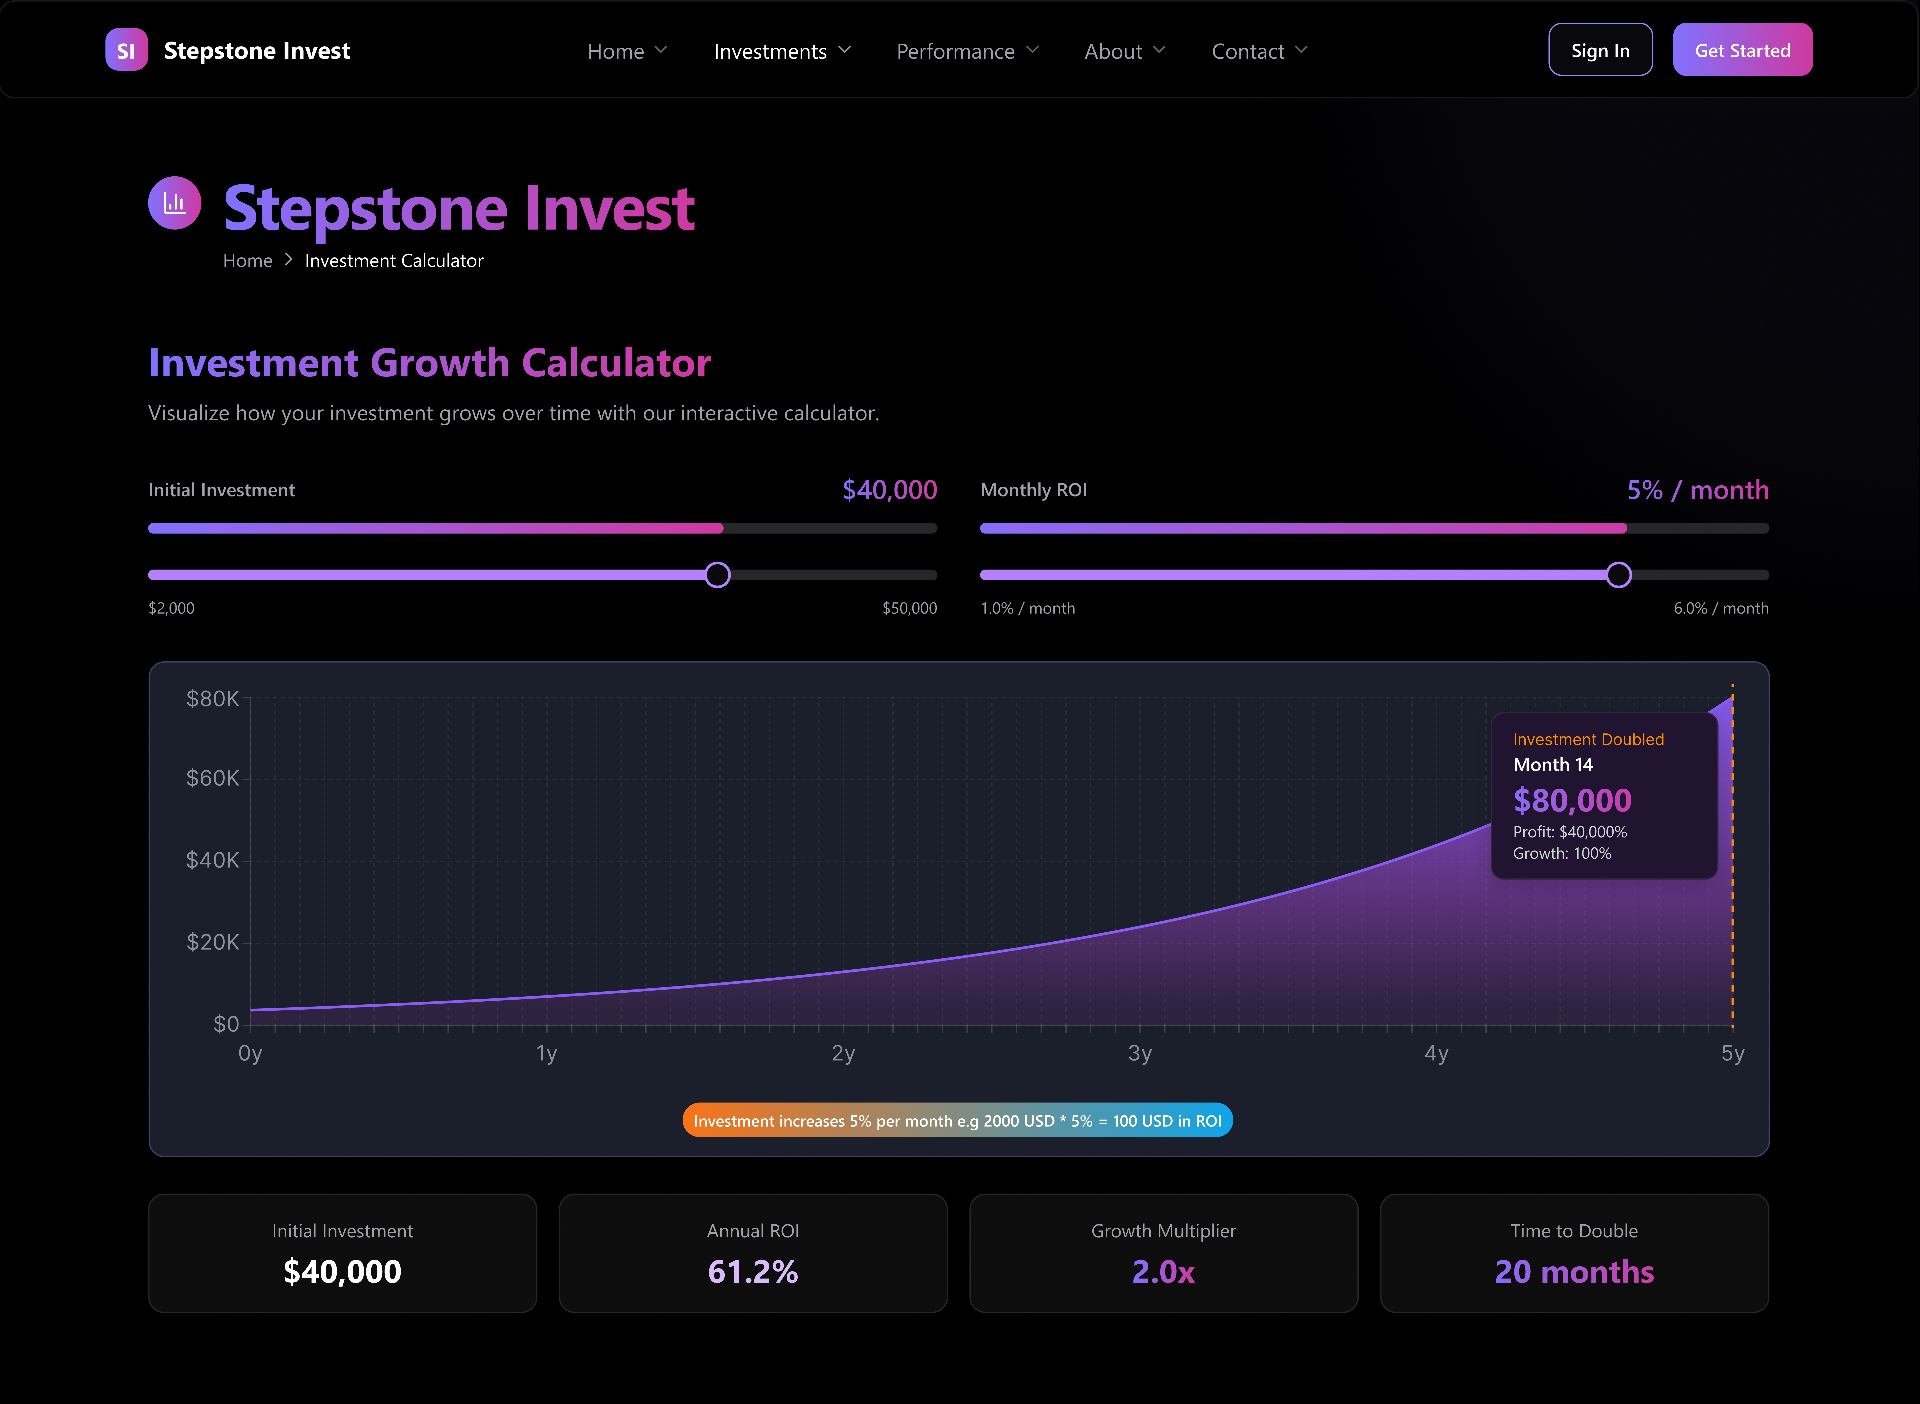 SI Stepstone Invest Home Investments Performance About Contact Sign In Get Started
Stepstone Invest
Home > Investment Calculator
Investment Growth Calculator
Visualize how your investment grows over time with our interactive calculator.
Initial Investment $40,000
Monthly ROI 5% / month
$2,000 $50,000
1.0% / month 6.0% / month
$80K
$60K
$40K
$20K
$0
0y 1y 2y 3y 4y 5y
Investment Doubled
Month 14
$80,000
Profit: $40,000%
Growth: 100%
Investment increases 5% per month e.g 2000 USD * 5% = 100 USD in ROI
Initial Investment
$40,000
Annual ROI
61.2%
Growth Multiplier
2.0x
Time to Double
20 months